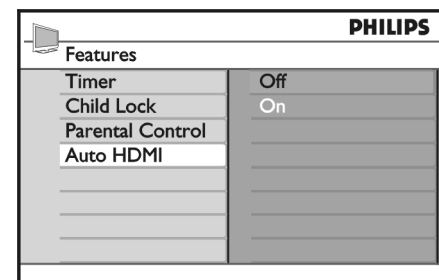 PHILIPS
Features
Timer Off
Child Lock On
Parental Control
Auto HDMI